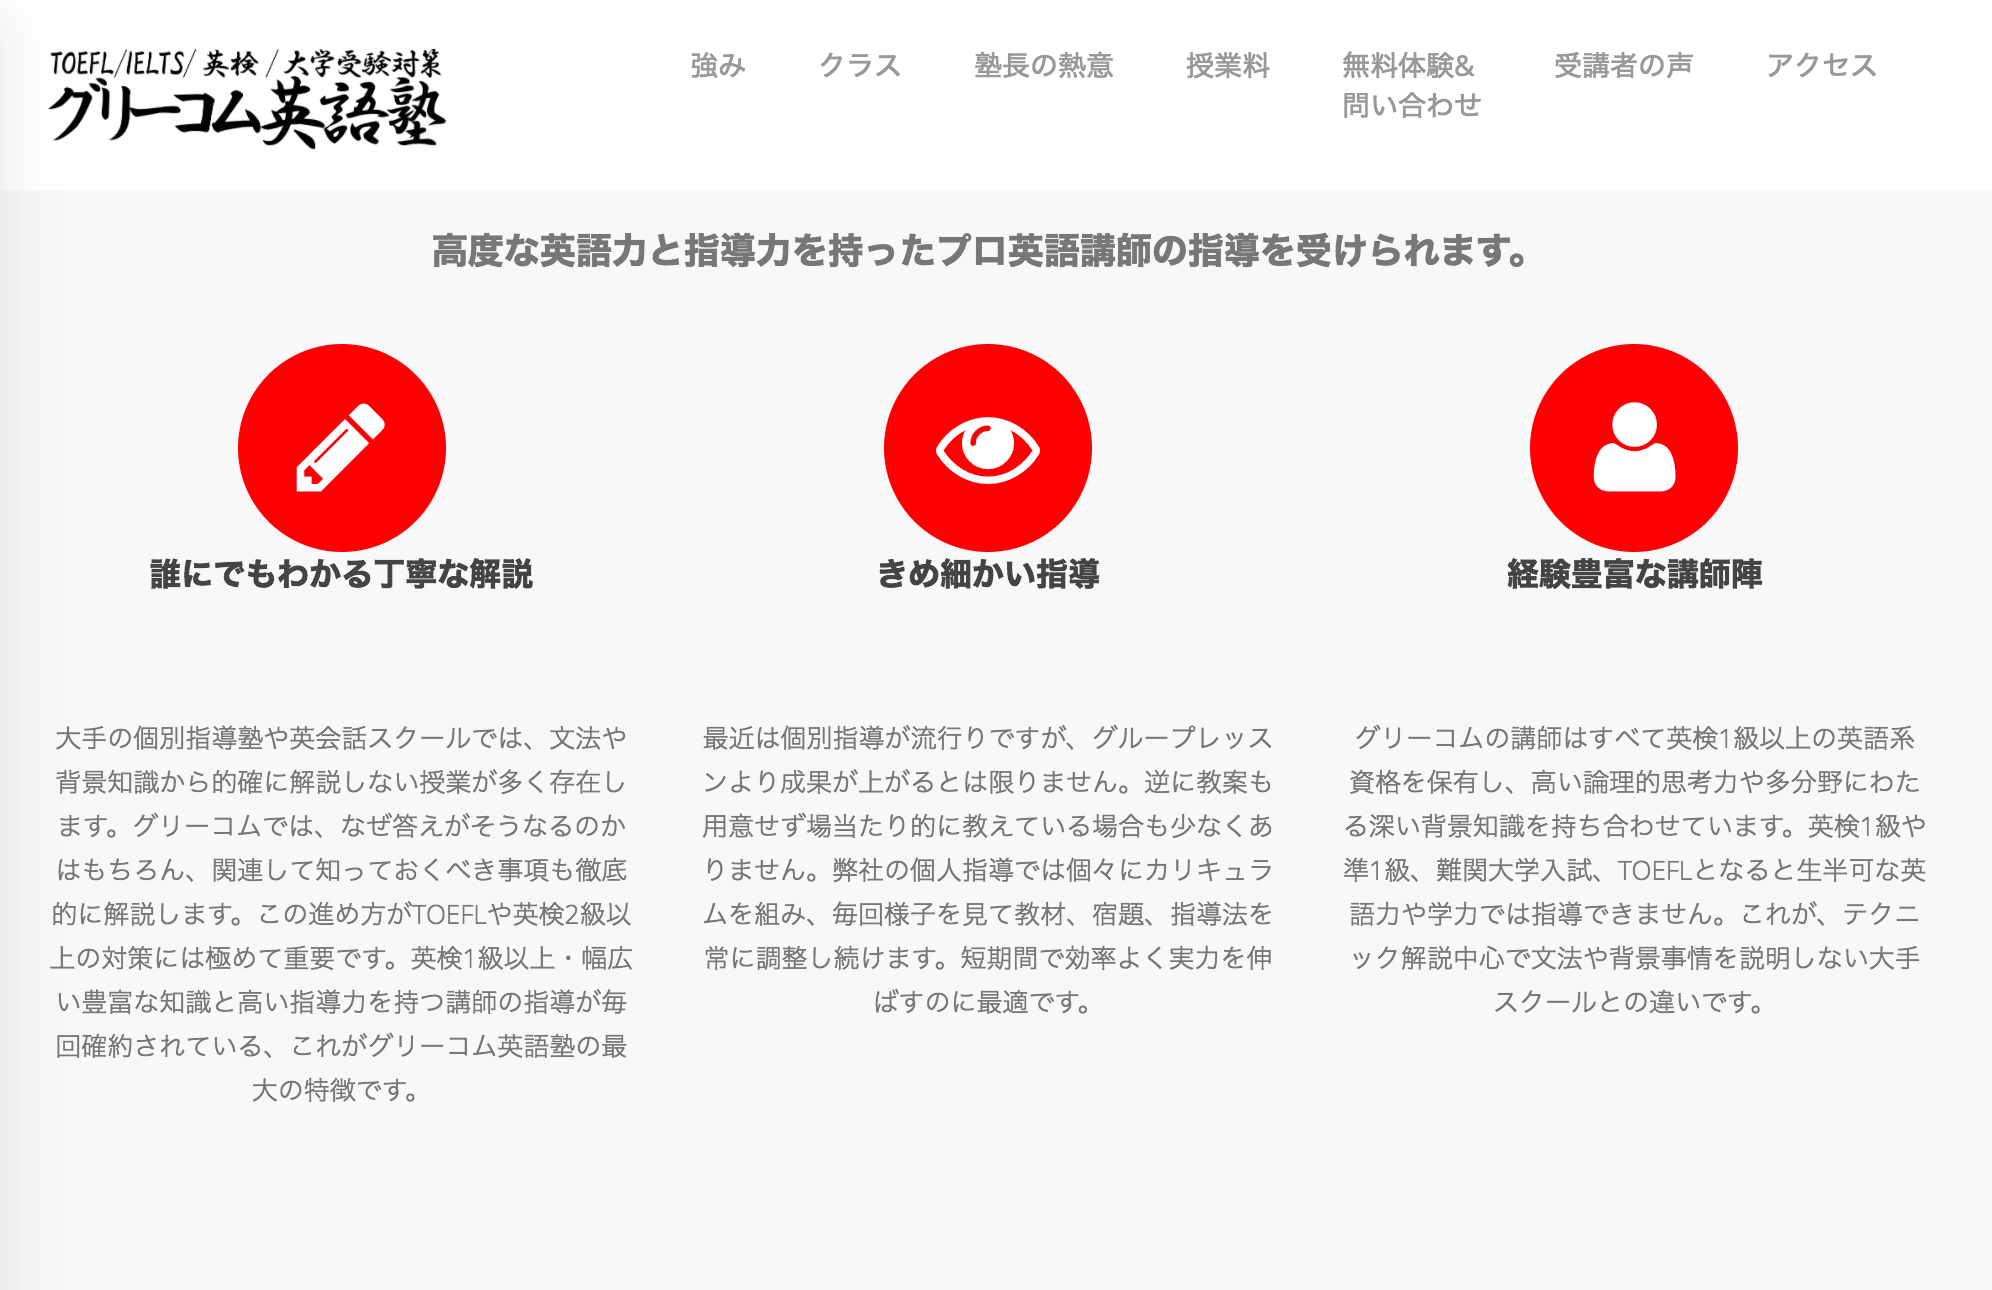 TOEFL/IELTS/ 英検 / 大学受験対策
グリーコム英語塾
強み
クラス
塾長の熱意
授業料
無料体験&
問い合わせ
受講者の声
アクセス
高度な英語力と指導力を持ったプロ英語講師の指導を受けられます。
誰にでもわかる丁寧な解説
大手の個別指導塾や英会話スクールでは、文法や
背景知識から的確に解説しない授業が多く存在し
ます。グリーコムでは、なぜ答えがそうなるのか
はもちろん、関連して知っておくべき事項も徹底
的に解説します。この進め方がTOEFLや英検2級以
上の対策には極めて重要です。英検1級以上・幅広
い豊富な知識と高い指導力を持つ講師の指導が毎
回確約されている、これがグリーコム英語塾の最
大の特徴です。
きめ細かい指導
最近は個別指導が流行りですが、グループレッス
ンより成果が上がるとは限りません。逆に教案も
用意せず場当たり的に教えている場合も少なくあ
りません。弊社の個人指導では個々にカリキュラ
ムを組み、毎回様子を見て教材、宿題、指導法を
常に調整し続けます。短期間で効率よく実力を伸
ばすのに最適です。
経験豊富な講師陣
グリーコムの講師はすべて英検1級以上の英語系
資格を保有し、高い論理的思考力や多分野にわた
る深い背景知識を持ち合わせています。英検1級や
準1級、難関大学入試、TOEFLとなると生半可な英
語力や学力では指導できません。これが、テクニ
ック解説中心で文法や背景事情を説明しない大手
スクールとの違いです。